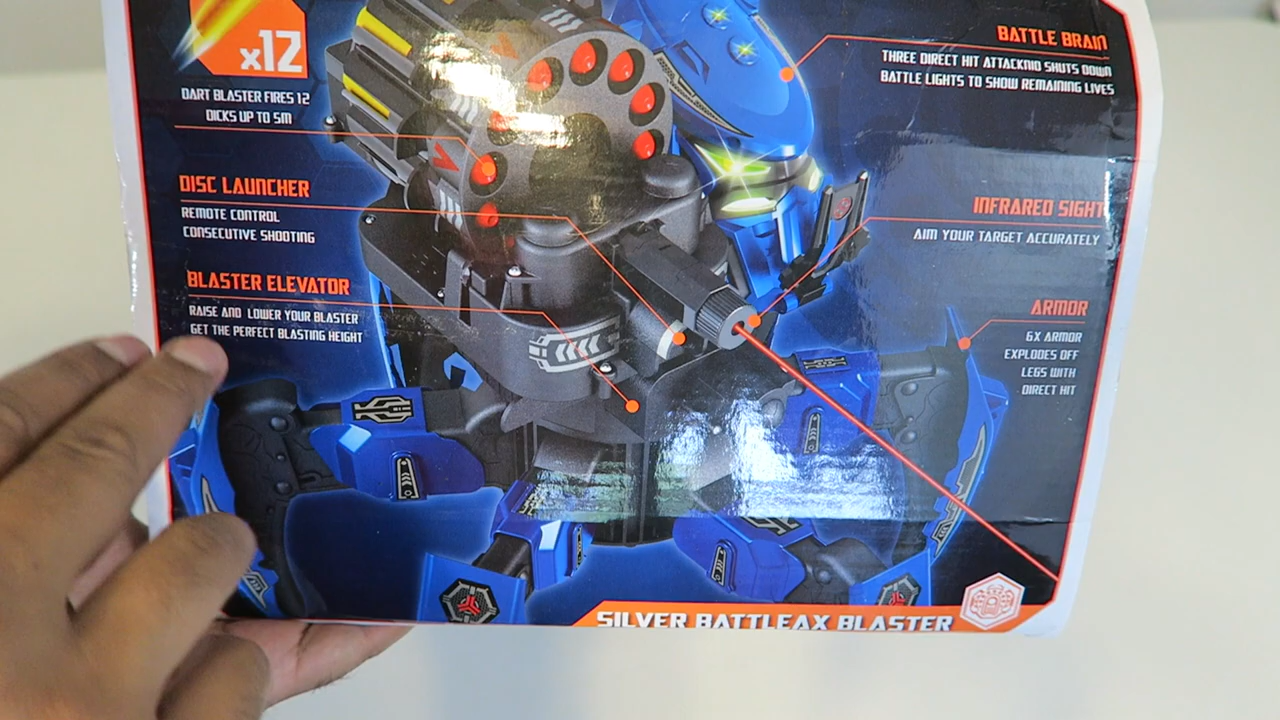 x12
DART BLASTER FIRES 12
DICKS UP TO 5M
DISC LAUNCHER
REMOTE CONTROL
CONSECUTIVE SHOOTING
BLASTER ELEVATOR
RAISE AND LOWER YOUR BLASTER
GET THE PERFECT BLASTING HEIGHT
BATTLE BRAIN
THREE DIRECT HIT ATTACKNID SHUTS DOWN
BATTLE LIGHTS TO SHOW REMAINING LIVES
INFRARED SIGHT
AIM YOUR TARGET ACCURATELY
ARMOR
6X ARMOR
EXPLODES OFF
LEGS WITH
DIRECT HIT
SILVER BATTLEAX BLASTER